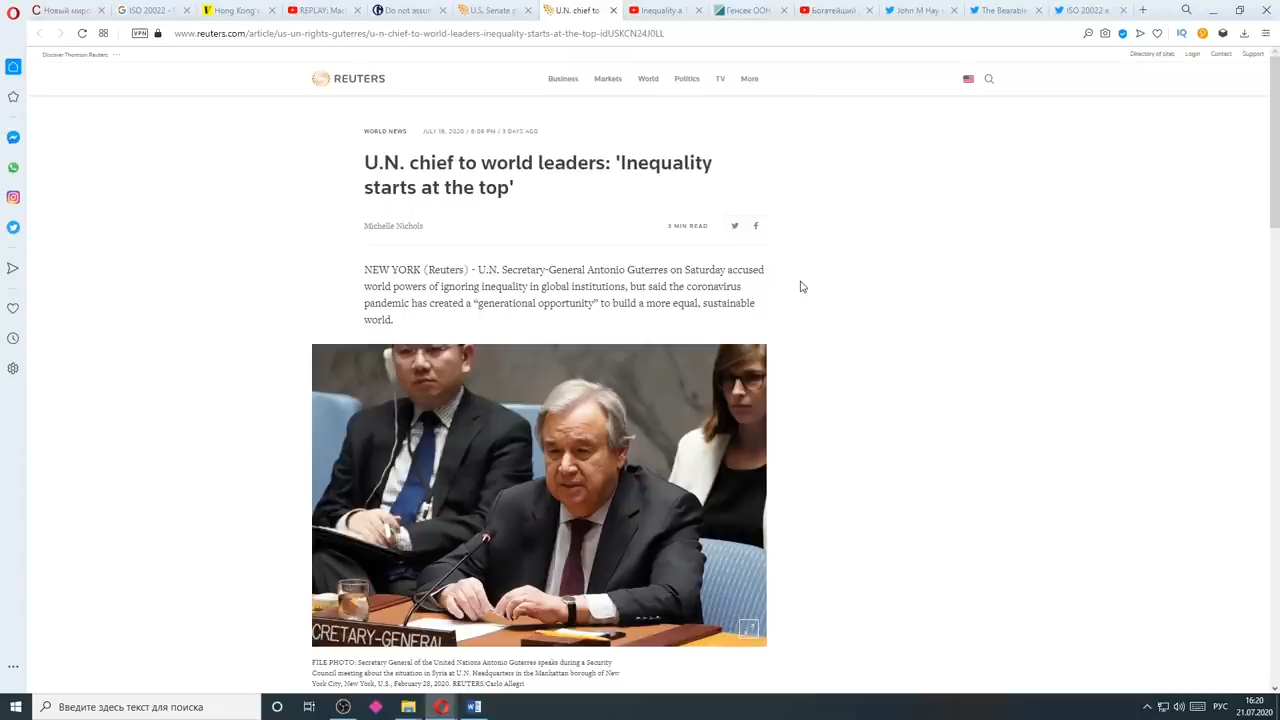 C Новый мирс
G ISO 20022 - t
Hong Kong'
REPLAY: Mac
U.S. Senate p
U.N. chief to
Inequality a
Генсек ООН
Богатейший
John M Hay
The Bearable
ISO 20022 в
VPN
www.reuters.com/article/us-un-rights-guterres/u-n-chief-to-world-leaders-inequality-starts-at-the-top-idUSKCN24J0LL
Discover Thomson Reuters
Directory of sites Login Contact Support
REUTERS
Business Markets World Politics TV More
WORLD NEWS JULY 18, 2020 / 6:06 PM / 3 DAYS AGO
U.N. chief to world leaders: 'Inequality
starts at the top'
Michelle Nichols
3 MIN READ
NEW YORK (Reuters) - U.N. Secretary-General Antonio Guterres on Saturday accused
world powers of ignoring inequality in global institutions, but said the coronavirus
pandemic has created a “generational opportunity” to build a more equal, sustainable
world.
CRETARY-GENERAL
FILE PHOTO: Secretary General of the United Nations Antonio Guterres speaks during a Security
Council meeting about the situation in Syria at U.N. Headquarters in the Manhattan borough of New
York City, New York, U.S., February 28, 2020. REUTERS/Carlo Allegri
Введите здесь текст для поиска
РУС
16:20
21.07.2020